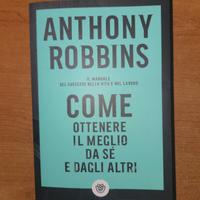 ANTHONY
ROBBINS
IL MANUALE
DEL SUCCESSO NELLA VITA E NEL LAVORO
COME
OTTENERE
IL MEGLIO
DA SÉ
E DAGLI ALTRI